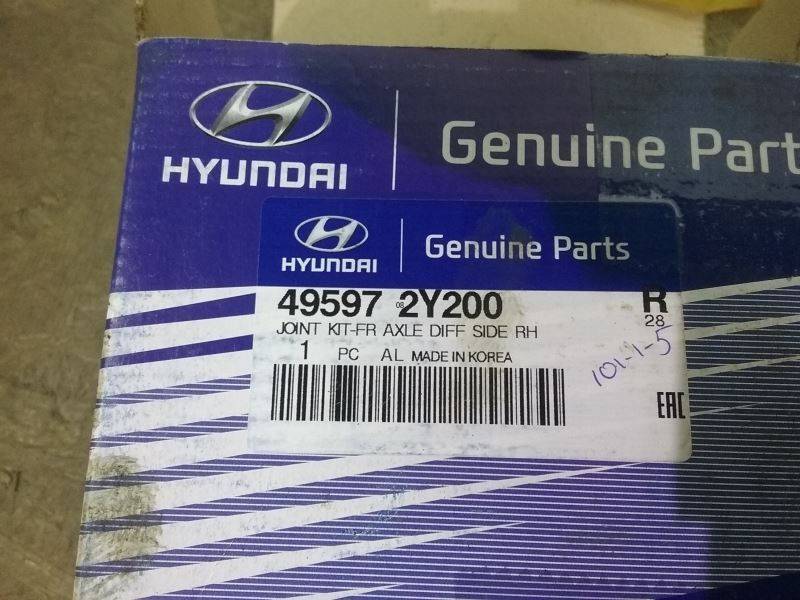 HYUNDAI
Genuine Part
HYUNDAI
Genuine Parts
49597 08 2Y200
R
28
JOINT KIT-FR AXLE DIFF SIDE RH
1 PC AL MADE IN KOREA
101-1-5
EAC